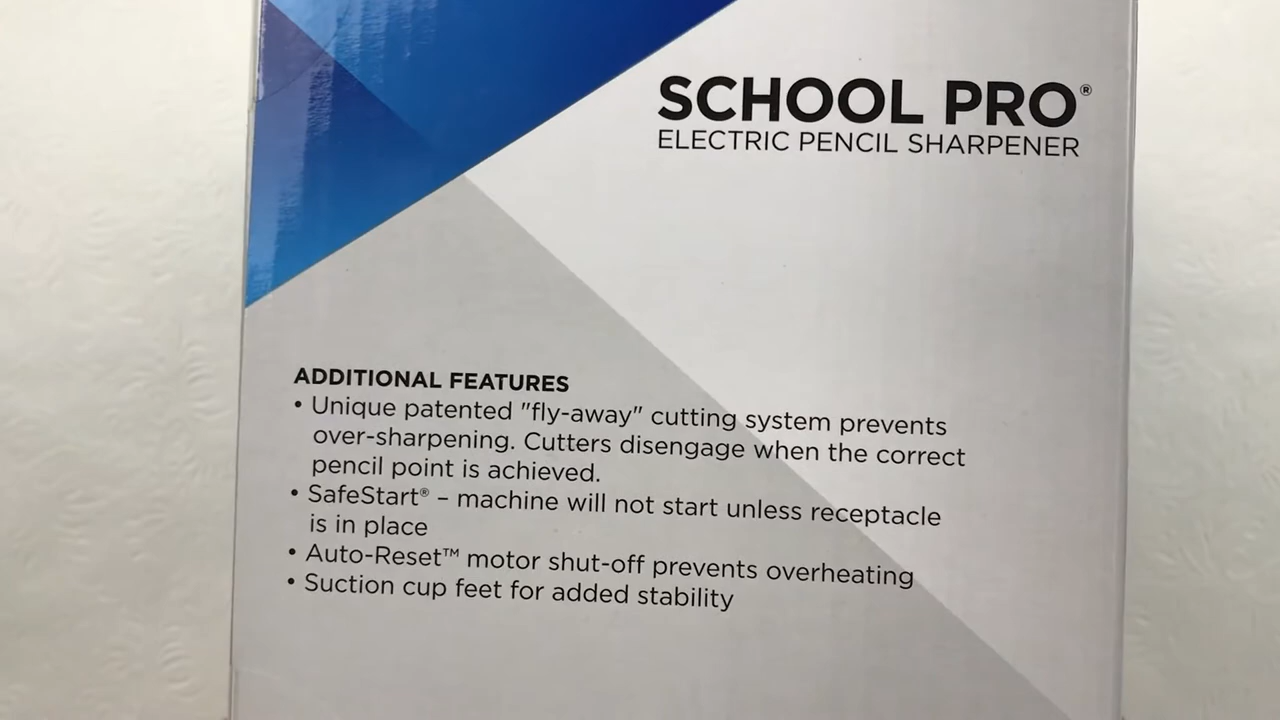 SCHOOL PRO®
ELECTRIC PENCIL SHARPENER
ADDITIONAL FEATURES
• Unique patented "fly-away" cutting system prevents
over-sharpening. Cutters disengage when the correct
pencil point is achieved.
• SafeStart® – machine will not start unless receptacle
is in place
• Auto-Reset™ motor shut-off prevents overheating
• Suction cup feet for added stability